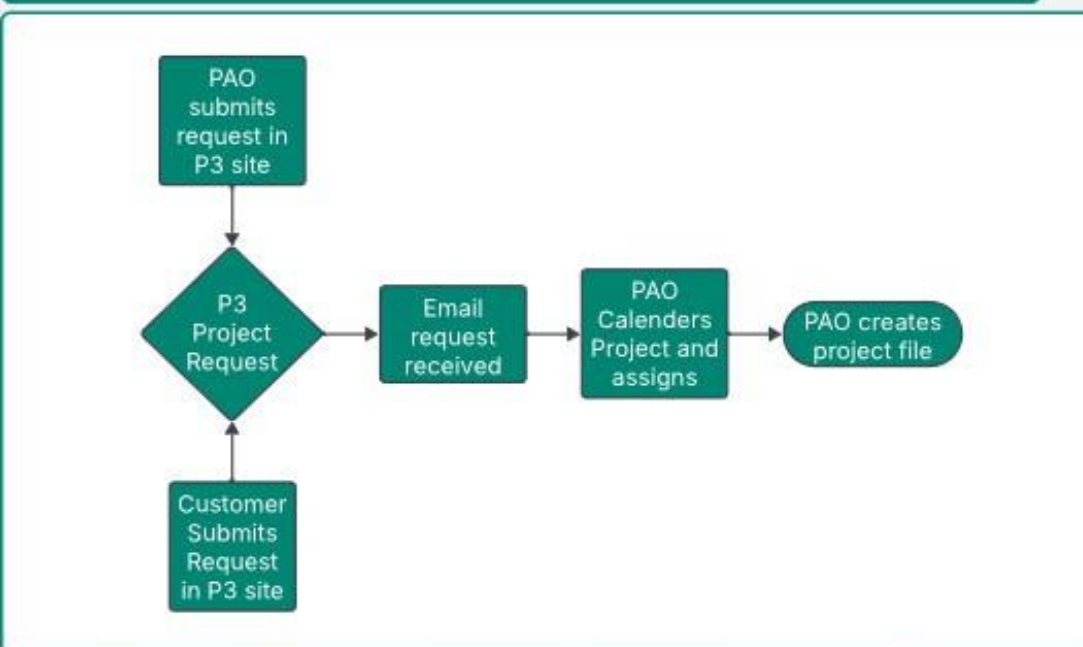 PAO
submits
request in
P3 site
P3
Project
Request
Email
request
received
PAO
Calenders
Project and
assigns
PAO creates
project file
Customer
Submits
Request
in P3 site